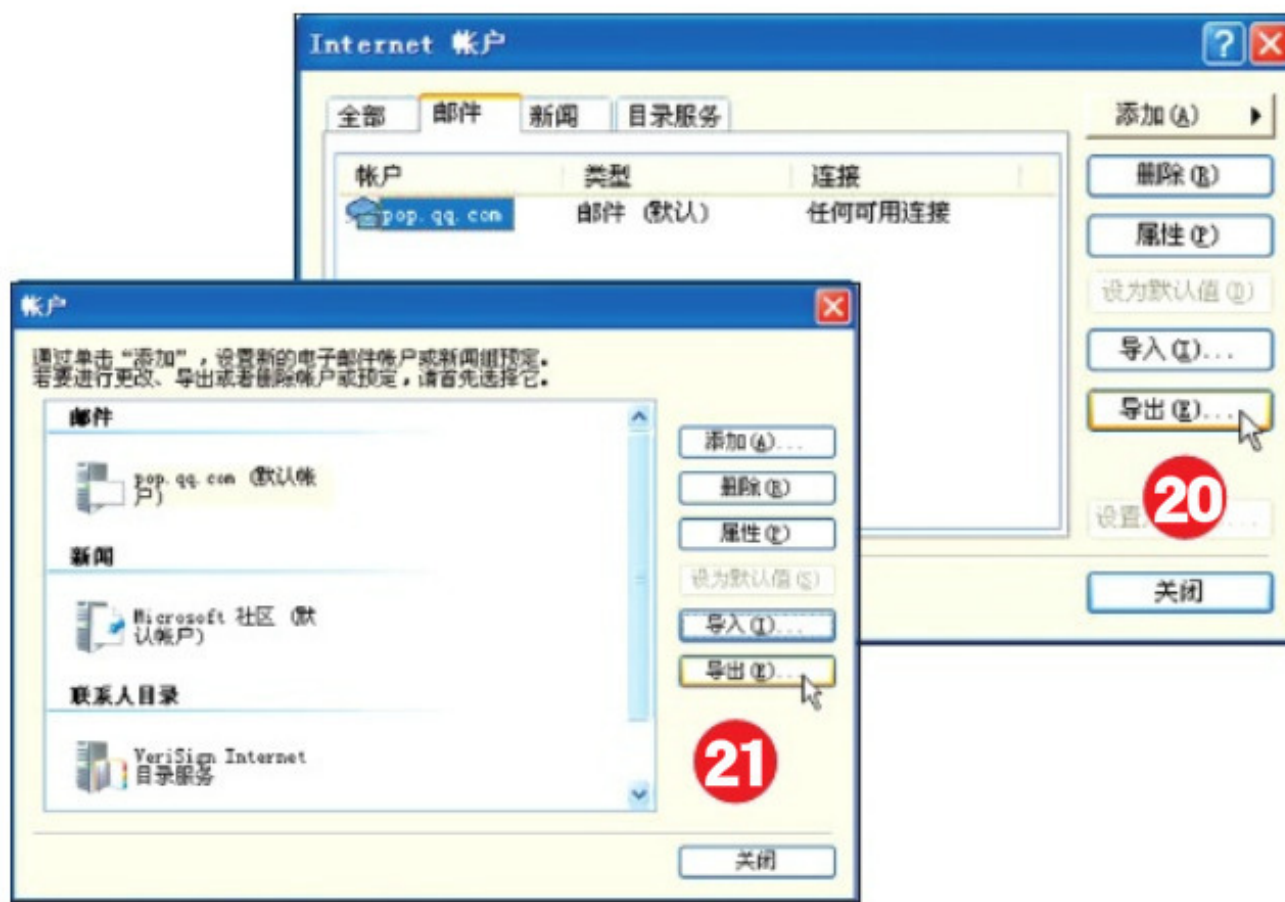 Internet 帐户
全部 邮件 新闻 目录服务
帐户 类型 连接
pop.qq.com 邮件 (默认) 任何可用连接
添加(A)
删除(R)
属性(P)
设为默认值(D)
导入(I)...
导出(E)...
20
设置
关闭
帐户
通过单击“添加”，设置新的电子邮件帐户或新闻组预定。
若要进行更改、导出或者删除帐户或预定，请首先选择它。
邮件
pop.qq.com (默认帐
户)
新闻
Microsoft 社区 (默
认帐户)
联系人目录
VeriSign Internet
目录服务
添加(A)...
删除(R)
属性(P)
设为默认值(S)
导入(I)...
导出(E)...
21
关闭